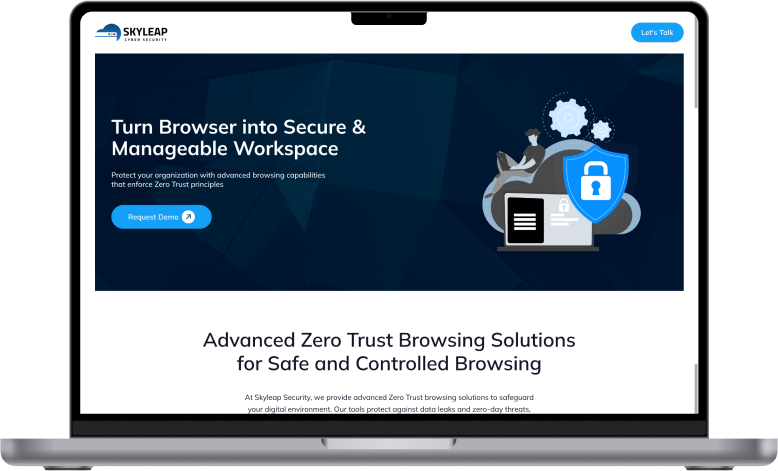 SKYLEAP
CYBER SECURITY
Let's Talk
Turn Browser into Secure &
Manageable Workspace
Protect your organization with advanced browsing capabilities
that enforce Zero Trust principles
Request Demo
Advanced Zero Trust Browsing Solutions
for Safe and Controlled Browsing
At Skyleap Security, we provide advanced Zero Trust browsing solutions to safeguard
your digital environment. Our tools protect against data leaks and zero-day threats,